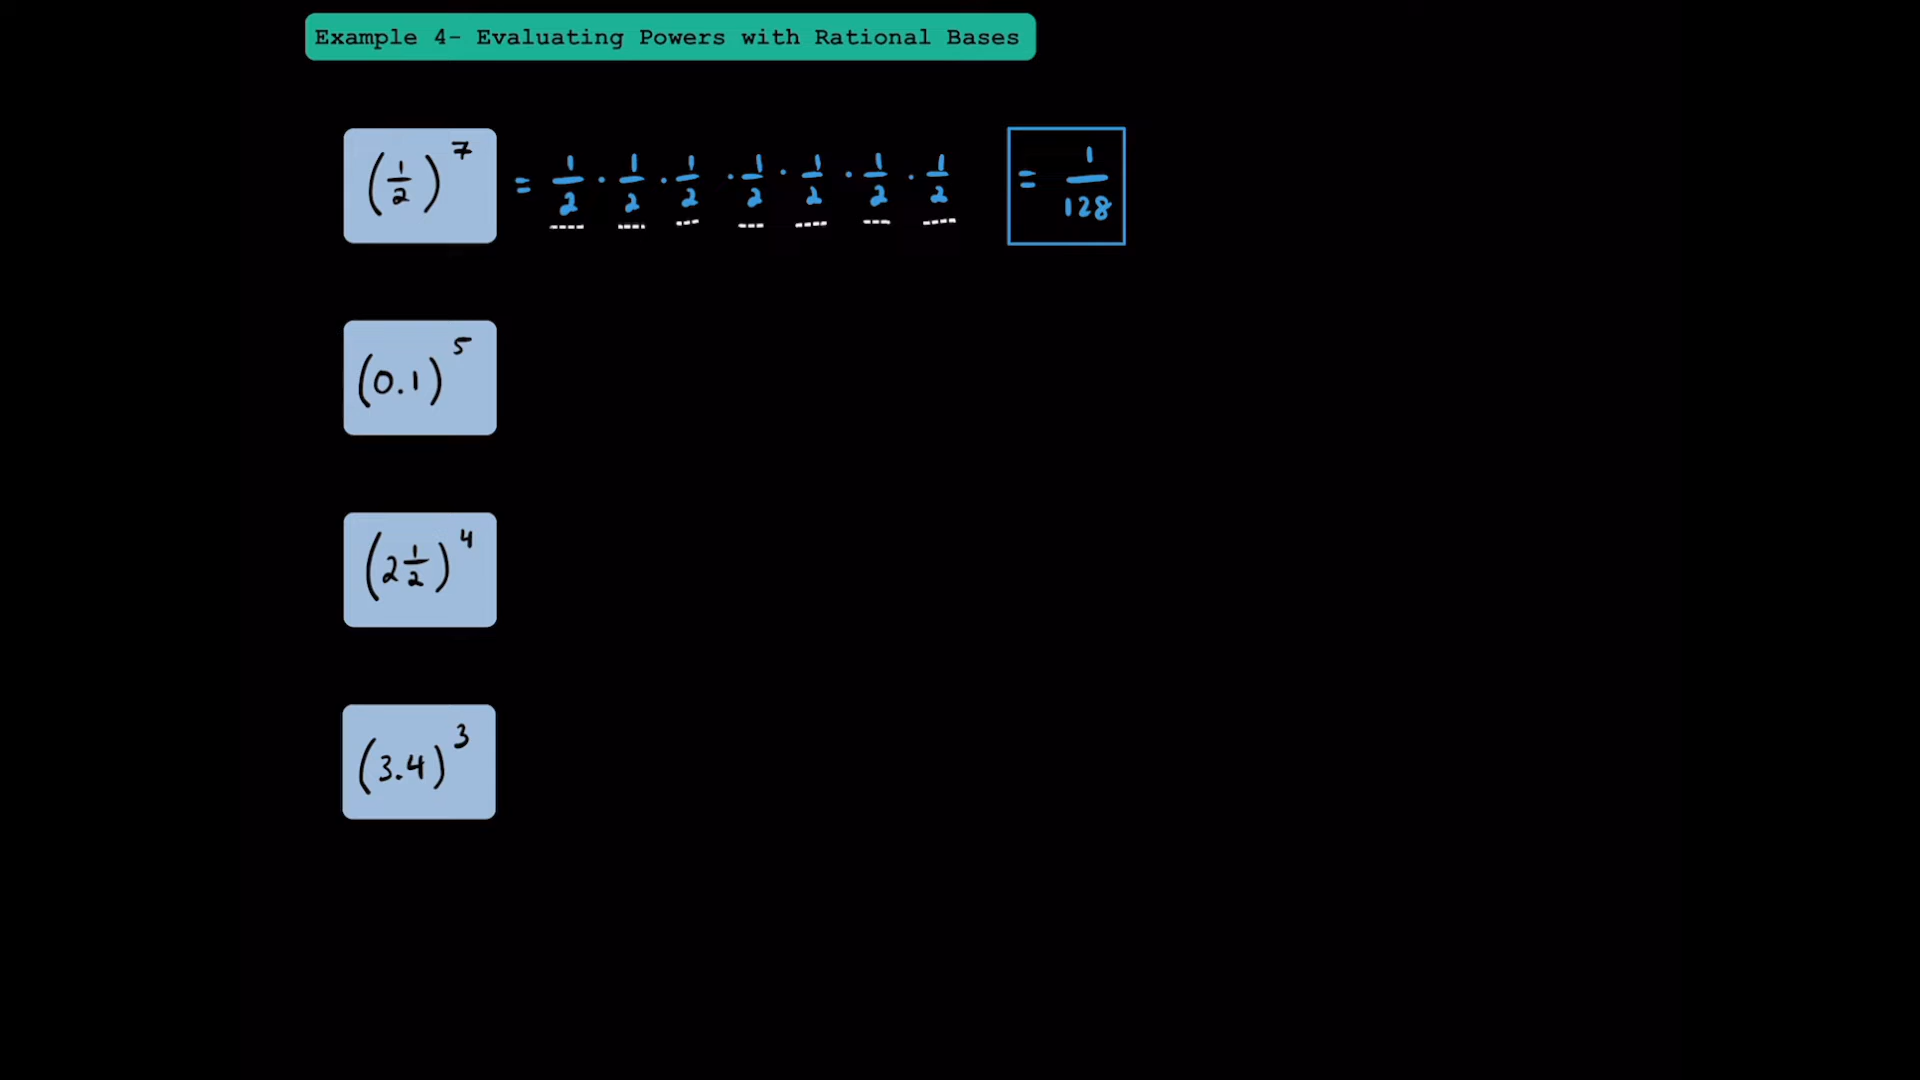 Example 4- Evaluating Powers with Rational Bases
(1/2)^7 = 1/2 · 1/2 · 1/2 · 1/2 · 1/2 · 1/2 · 1/2 = 1/128
(0.1)^5
(2 1/2)^4
(3.4)^3